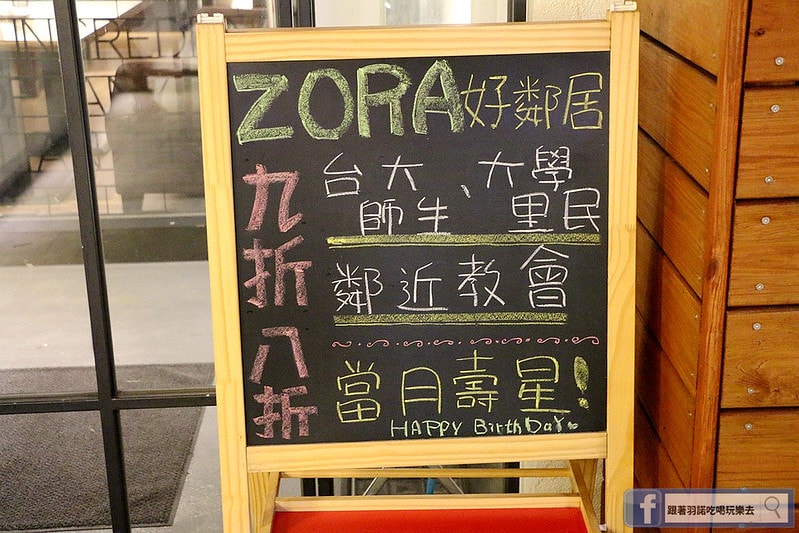 ZORA好鄰居
九折
台大、大學
師生 里民
鄰近教會
八折
當月壽星!
HAPPY BirthDay
f 跟著羽諾吃喝玩樂去